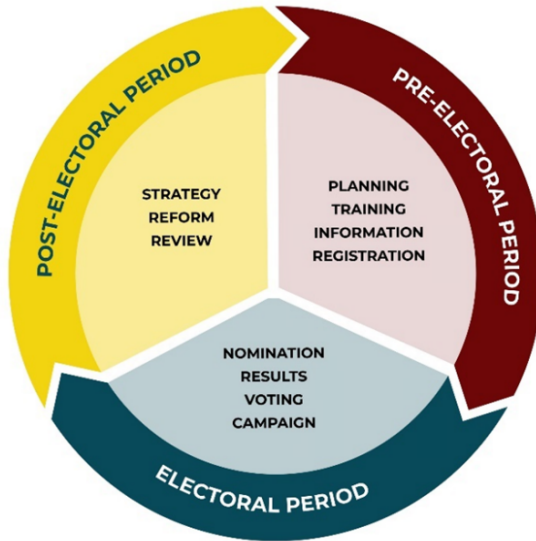 POST-ELECTORAL PERIOD
STRATEGY
REFORM
REVIEW
PRE-ELECTORAL PERIOD
PLANNING
TRAINING
INFORMATION
REGISTRATION
NOMINATION
RESULTS
VOTING
CAMPAIGN
ELECTORAL PERIOD